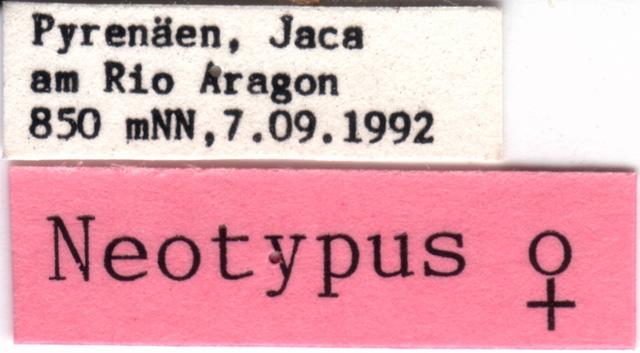 Pyrenäen, Jaca
am Rio Aragon
850 mNN,7.09.1992
Neotypus ♀